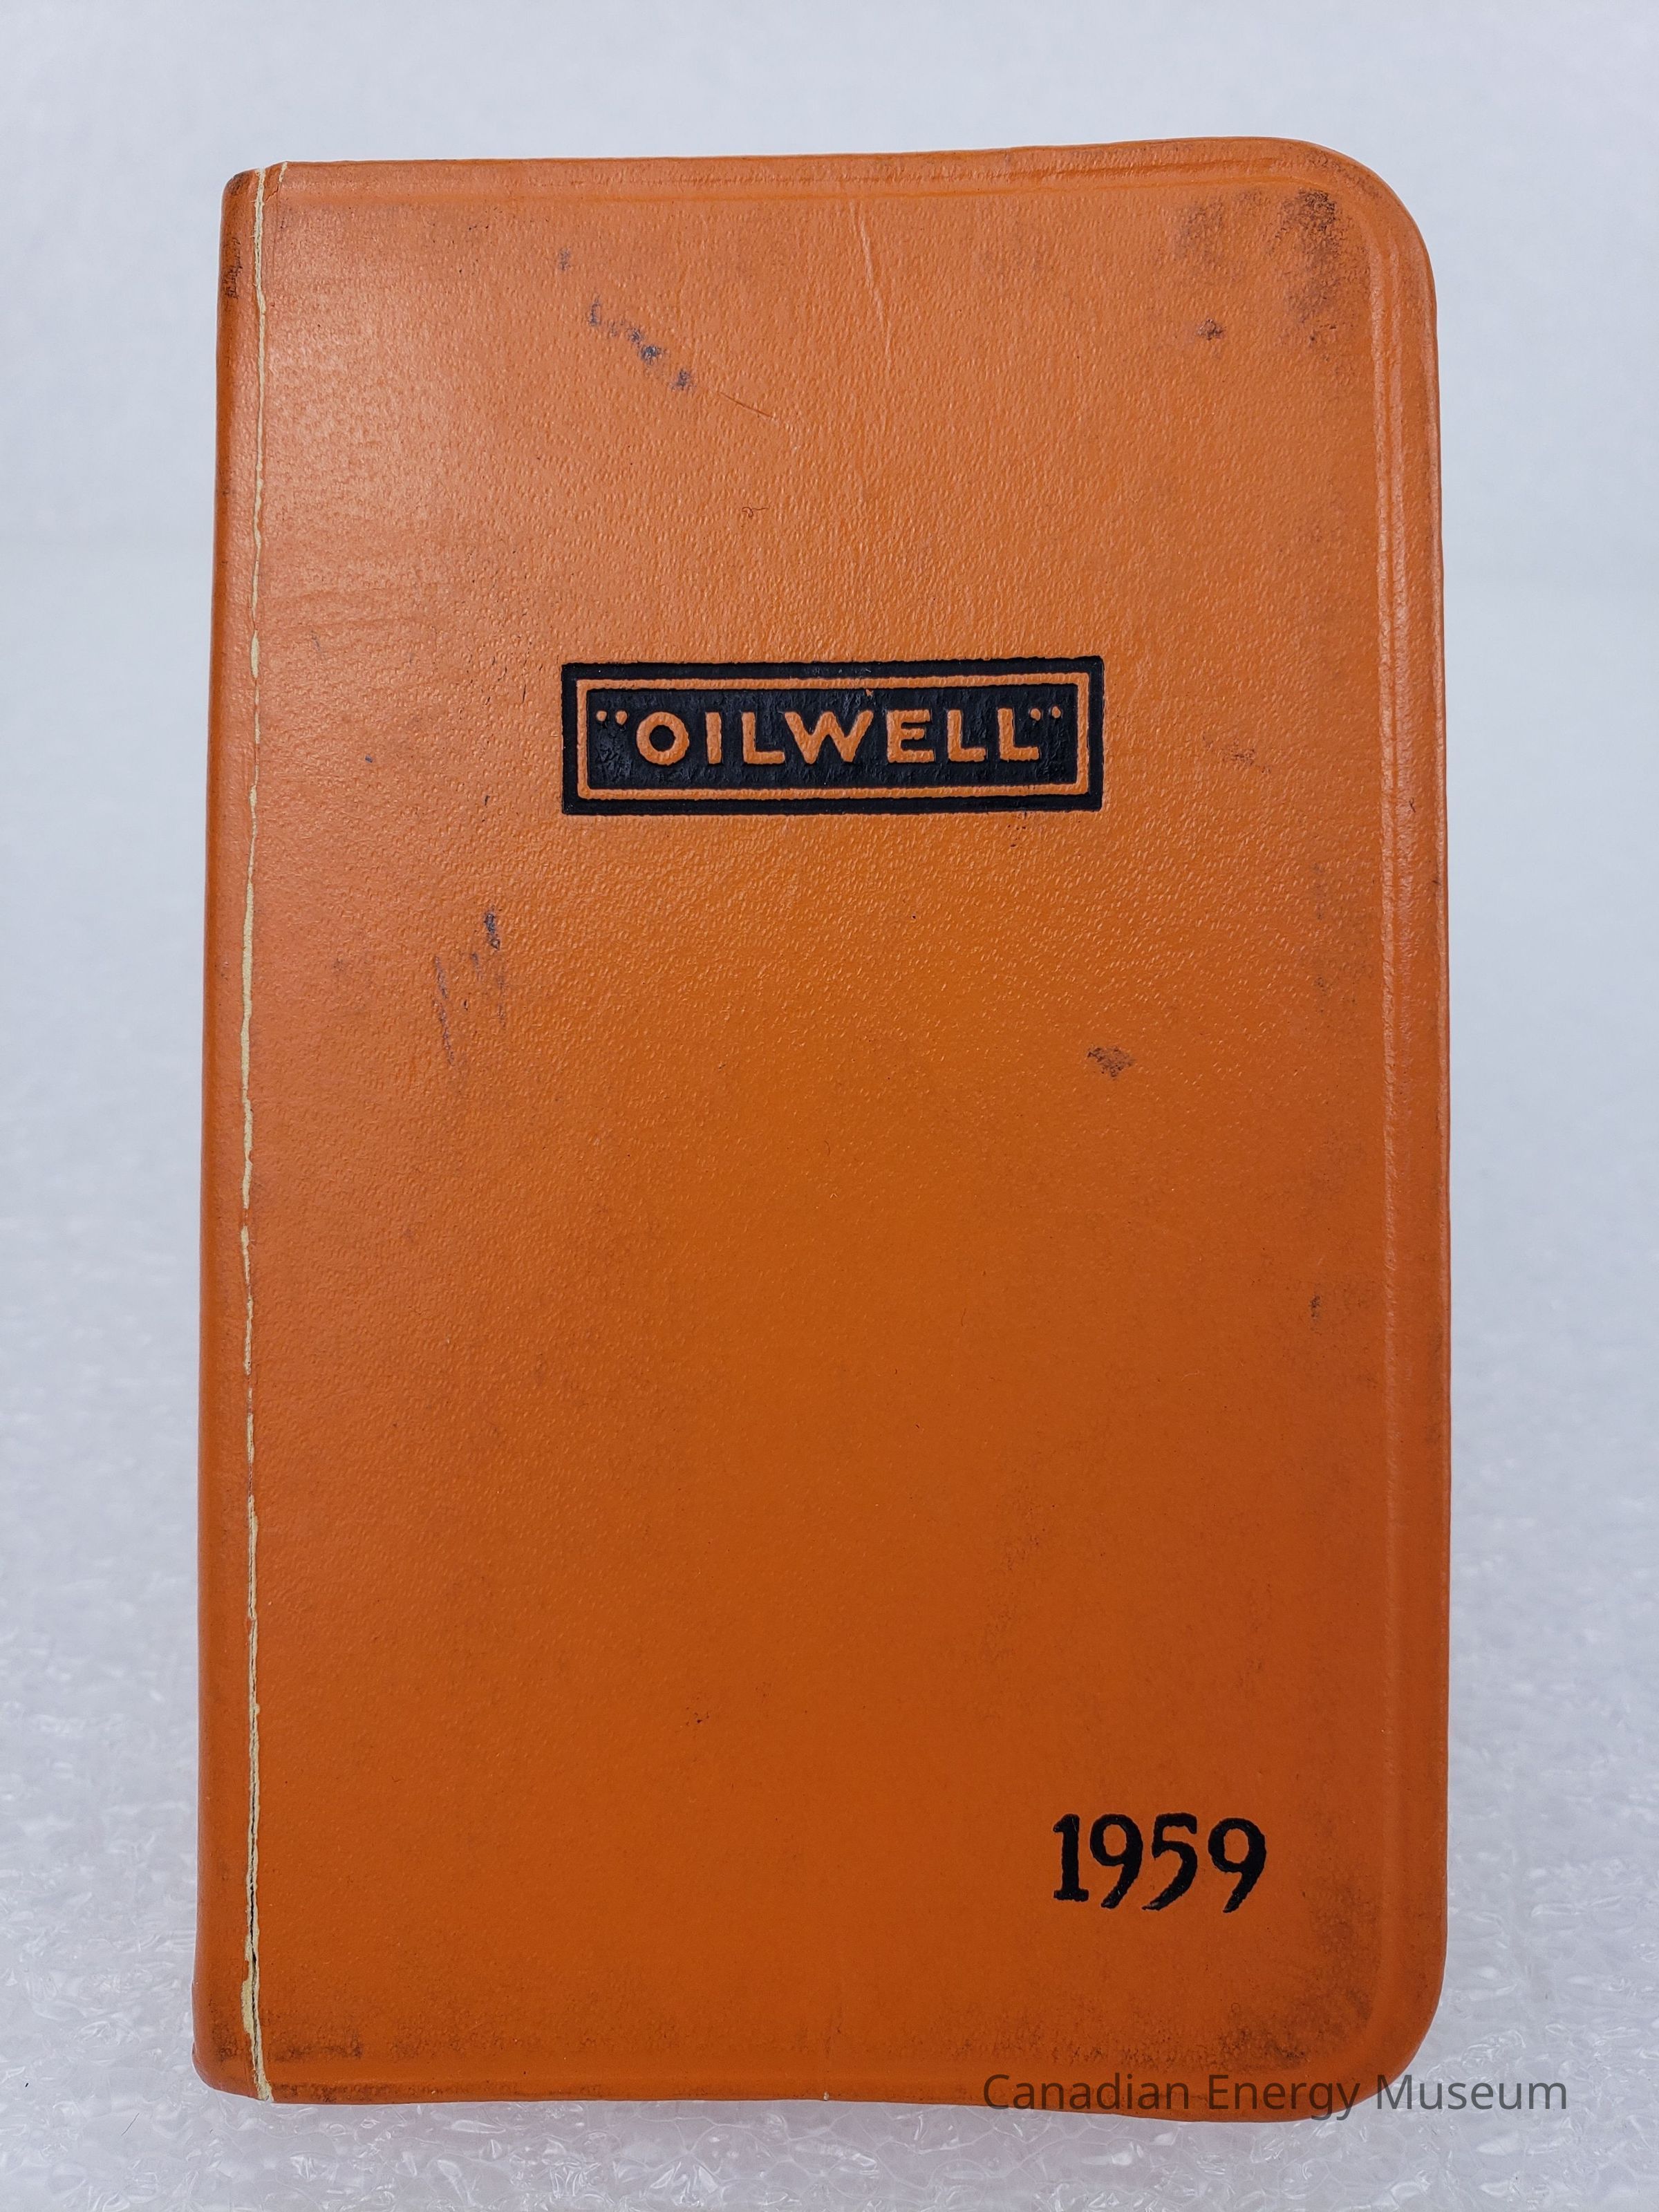 "OILWELL"
1959
Canadian Energy Museum